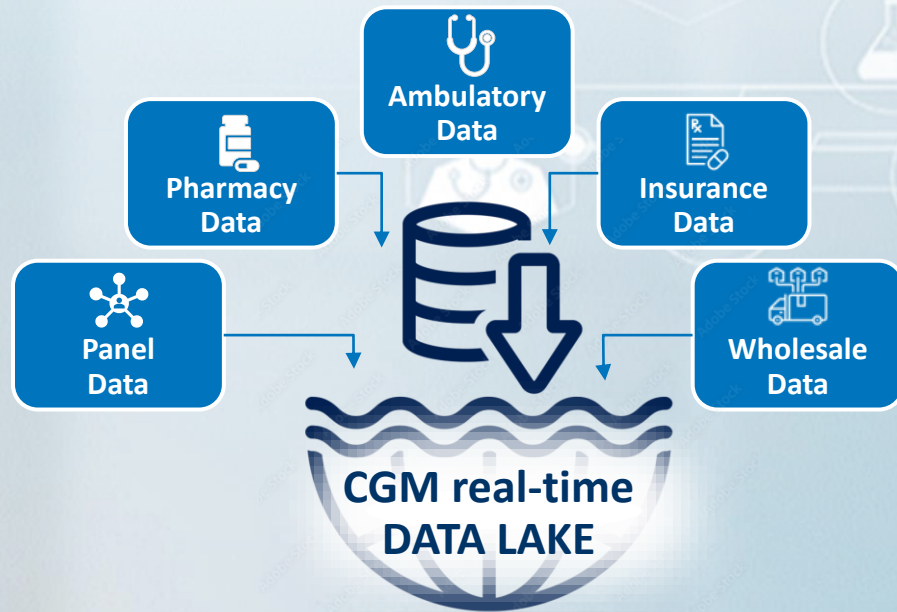 Ambulatory
Data
Pharmacy
Data
Insurance
Data
Panel
Data
Wholesale
Data
CGM real-time
DATA LAKE